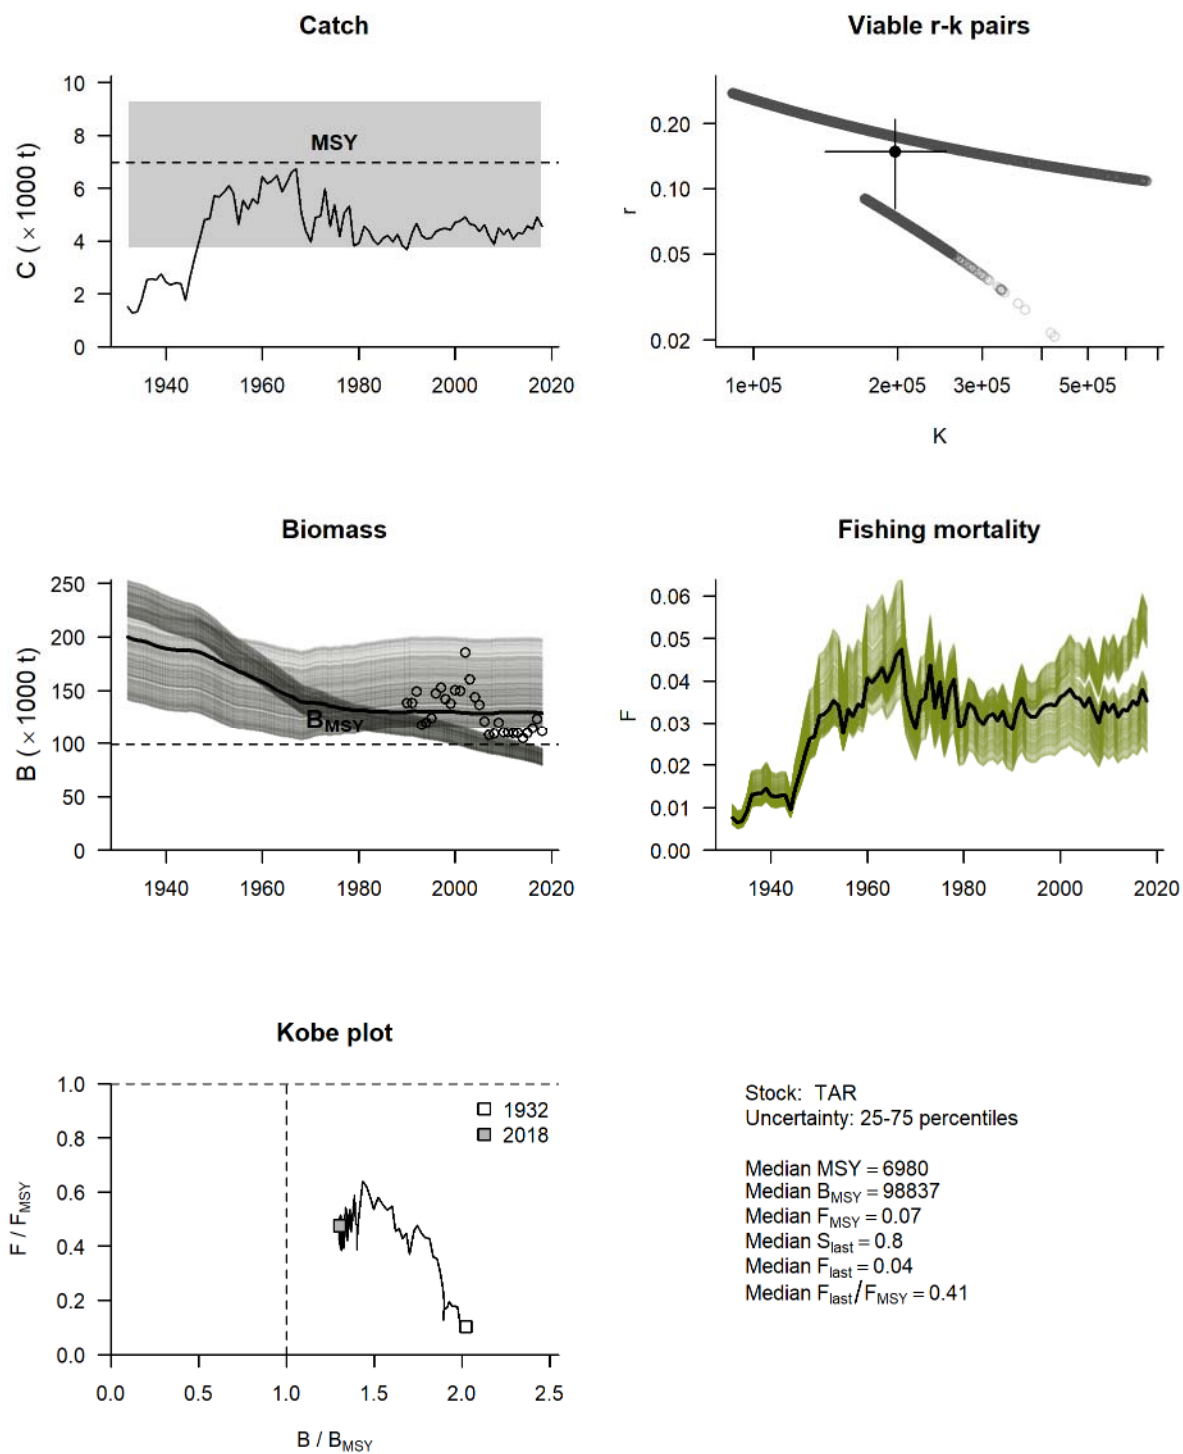 Catch
C ( × 1000 t)
10
8
6
4
2
0
MSY
1940 1960 1980 2000 2020
Viable r-k pairs
r
0.20
0.10
0.05
0.02
1e+05 2e+05 3e+05 5e+05
K
Biomass
B ( × 1000 t)
250
200
150
100
50
0
BMSY
1940 1960 1980 2000 2020
Fishing mortality
F
0.06
0.05
0.04
0.03
0.02
0.01
0.00
1940 1960 1980 2000 2020
Kobe plot
F / FMSY
1.0
0.8
0.6
0.4
0.2
0.0
1932
2018
0.0 0.5 1.0 1.5 2.0 2.5
B / BMSY
Stock: TAR
Uncertainty: 25-75 percentiles
Median MSY = 6980
Median BMSY = 98837
Median FMSY = 0.07
Median Slast = 0.8
Median Flast = 0.04
Median Flast/FMSY = 0.41